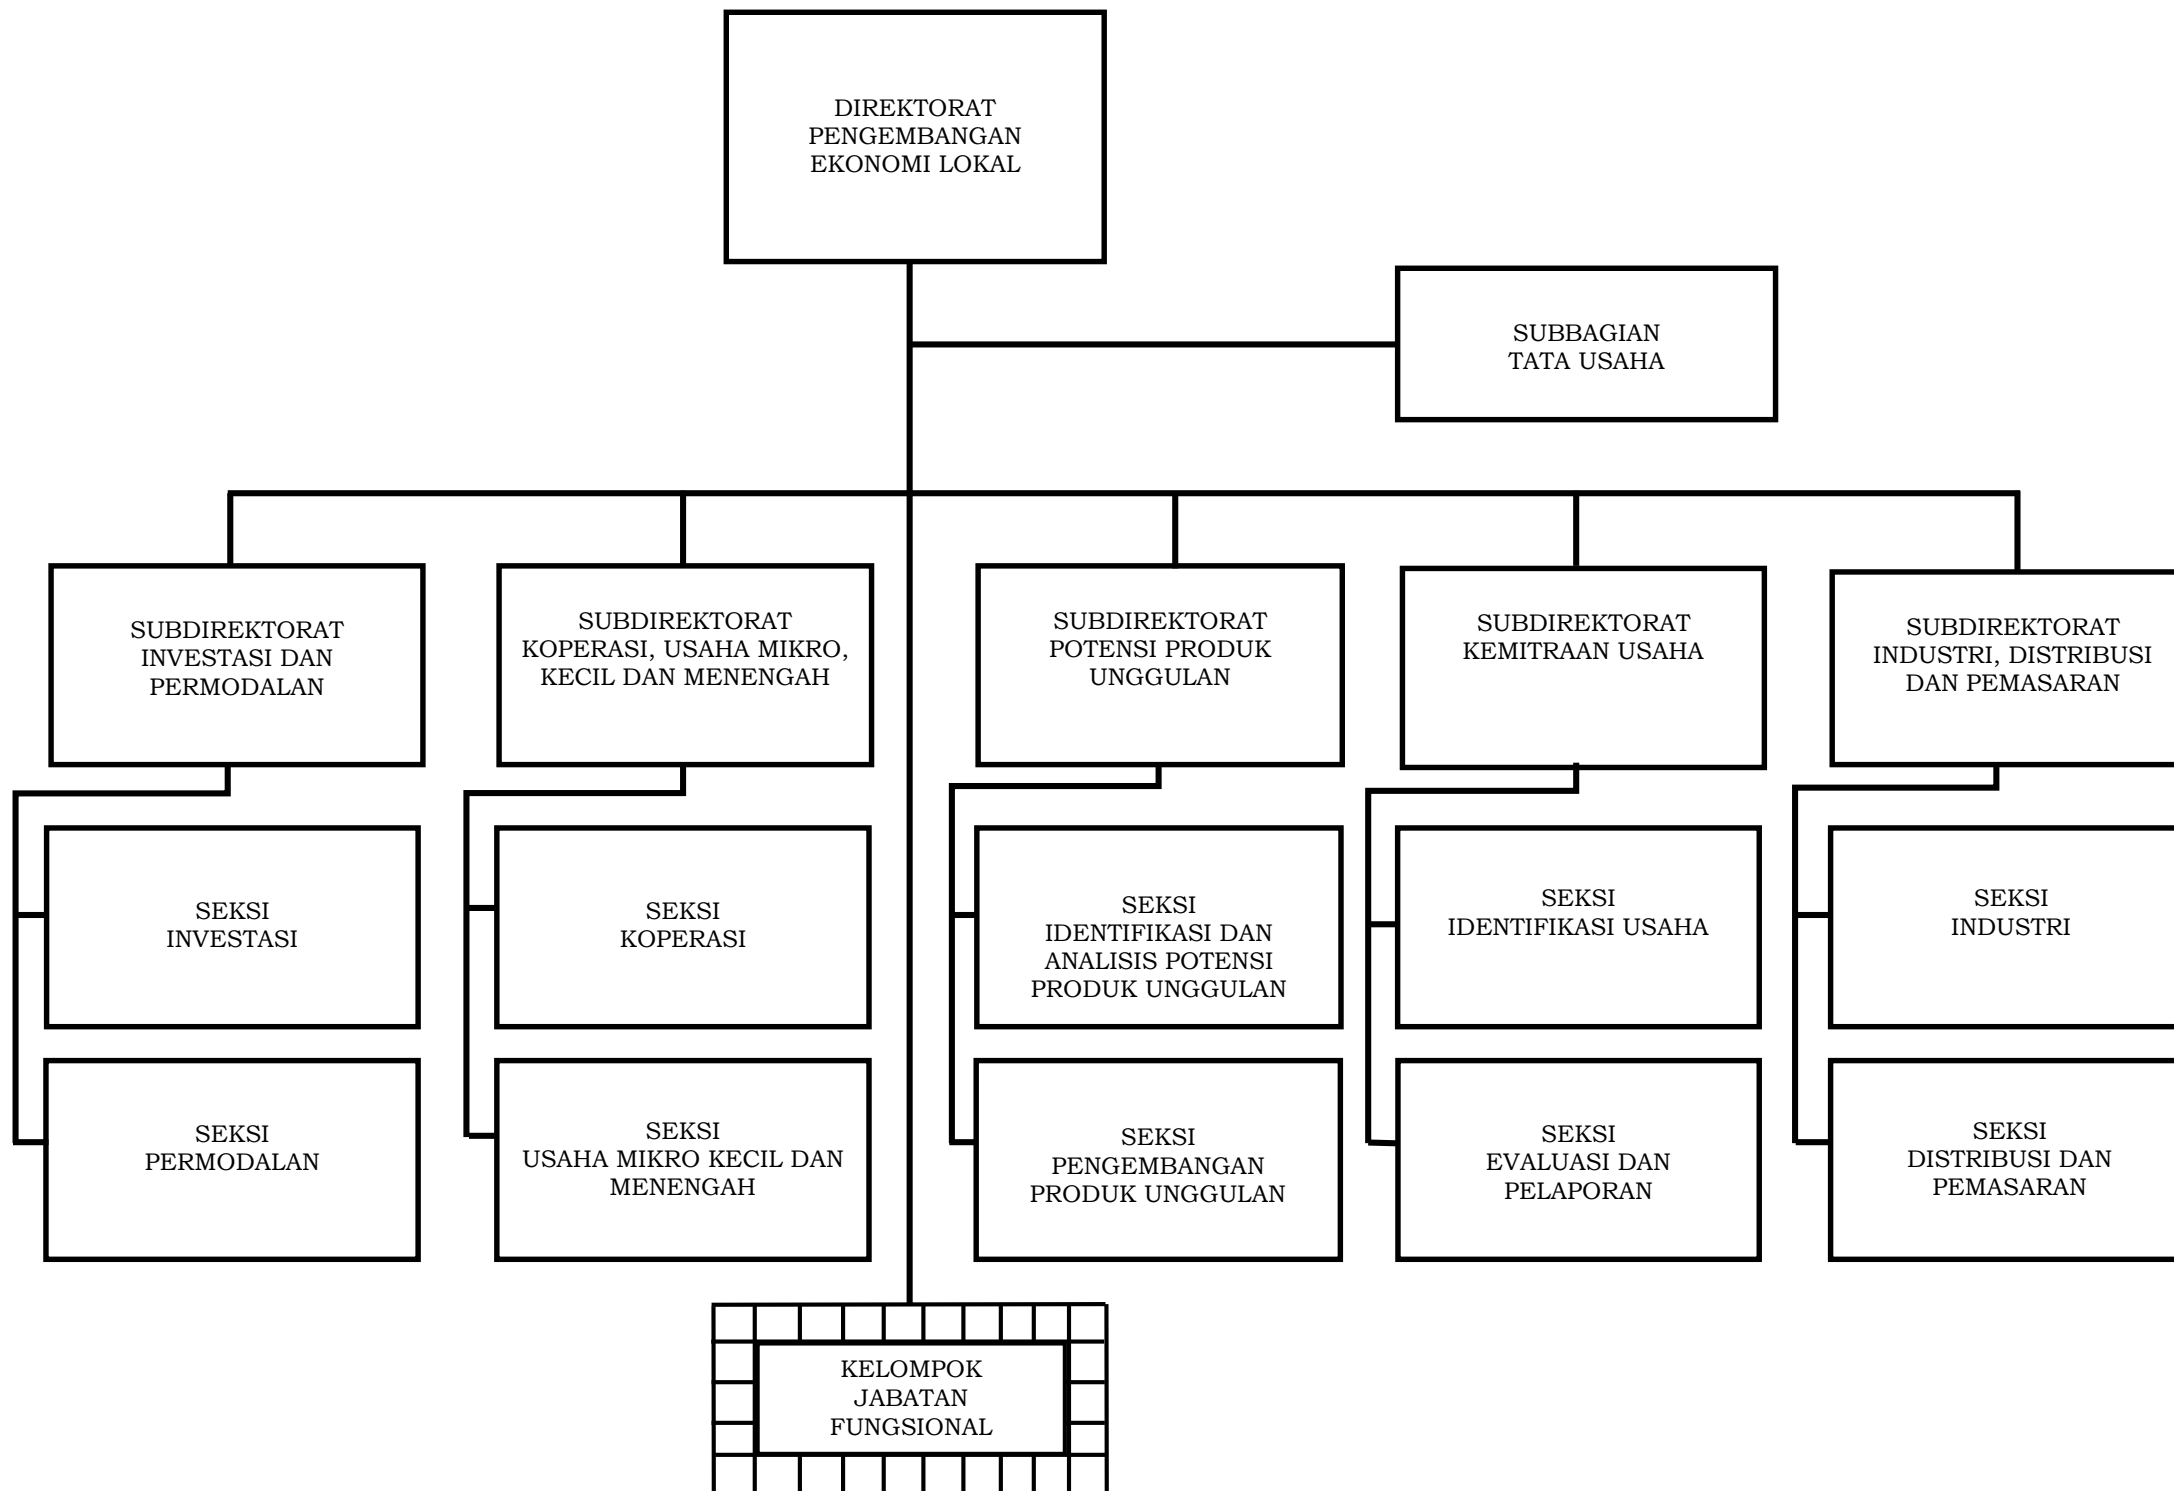 DIREKTORAT
PENGEMBANGAN
EKONOMI LOKAL
SUBBAGIAN
TATA USAHA
SUBDIREKTORAT
INVESTASI DAN
PERMODALAN
SUBDIREKTORAT
KOPERASI, USAHA MIKRO,
KECIL DAN MENENGAH
SUBDIREKTORAT
POTENSI PRODUK
UNGGULAN
SUBDIREKTORAT
KEMITRAAN USAHA
SUBDIREKTORAT
INDUSTRI, DISTRIBUSI
DAN PEMASARAN
SEKSI
INVESTASI
SEKSI
KOPERASI
SEKSI
IDENTIFIKASI DAN
ANALISIS POTENSI
PRODUK UNGGULAN
SEKSI
IDENTIFIKASI USAHA
SEKSI
INDUSTRI
SEKSI
PERMODALAN
SEKSI
USAHA MIKRO KECIL DAN
MENENGAH
SEKSI
PENGEMBANGAN
PRODUK UNGGULAN
SEKSI
EVALUASI DAN
PELAPORAN
SEKSI
DISTRIBUSI DAN
PEMASARAN
KELOMPOK
JABATAN
FUNGSIONAL